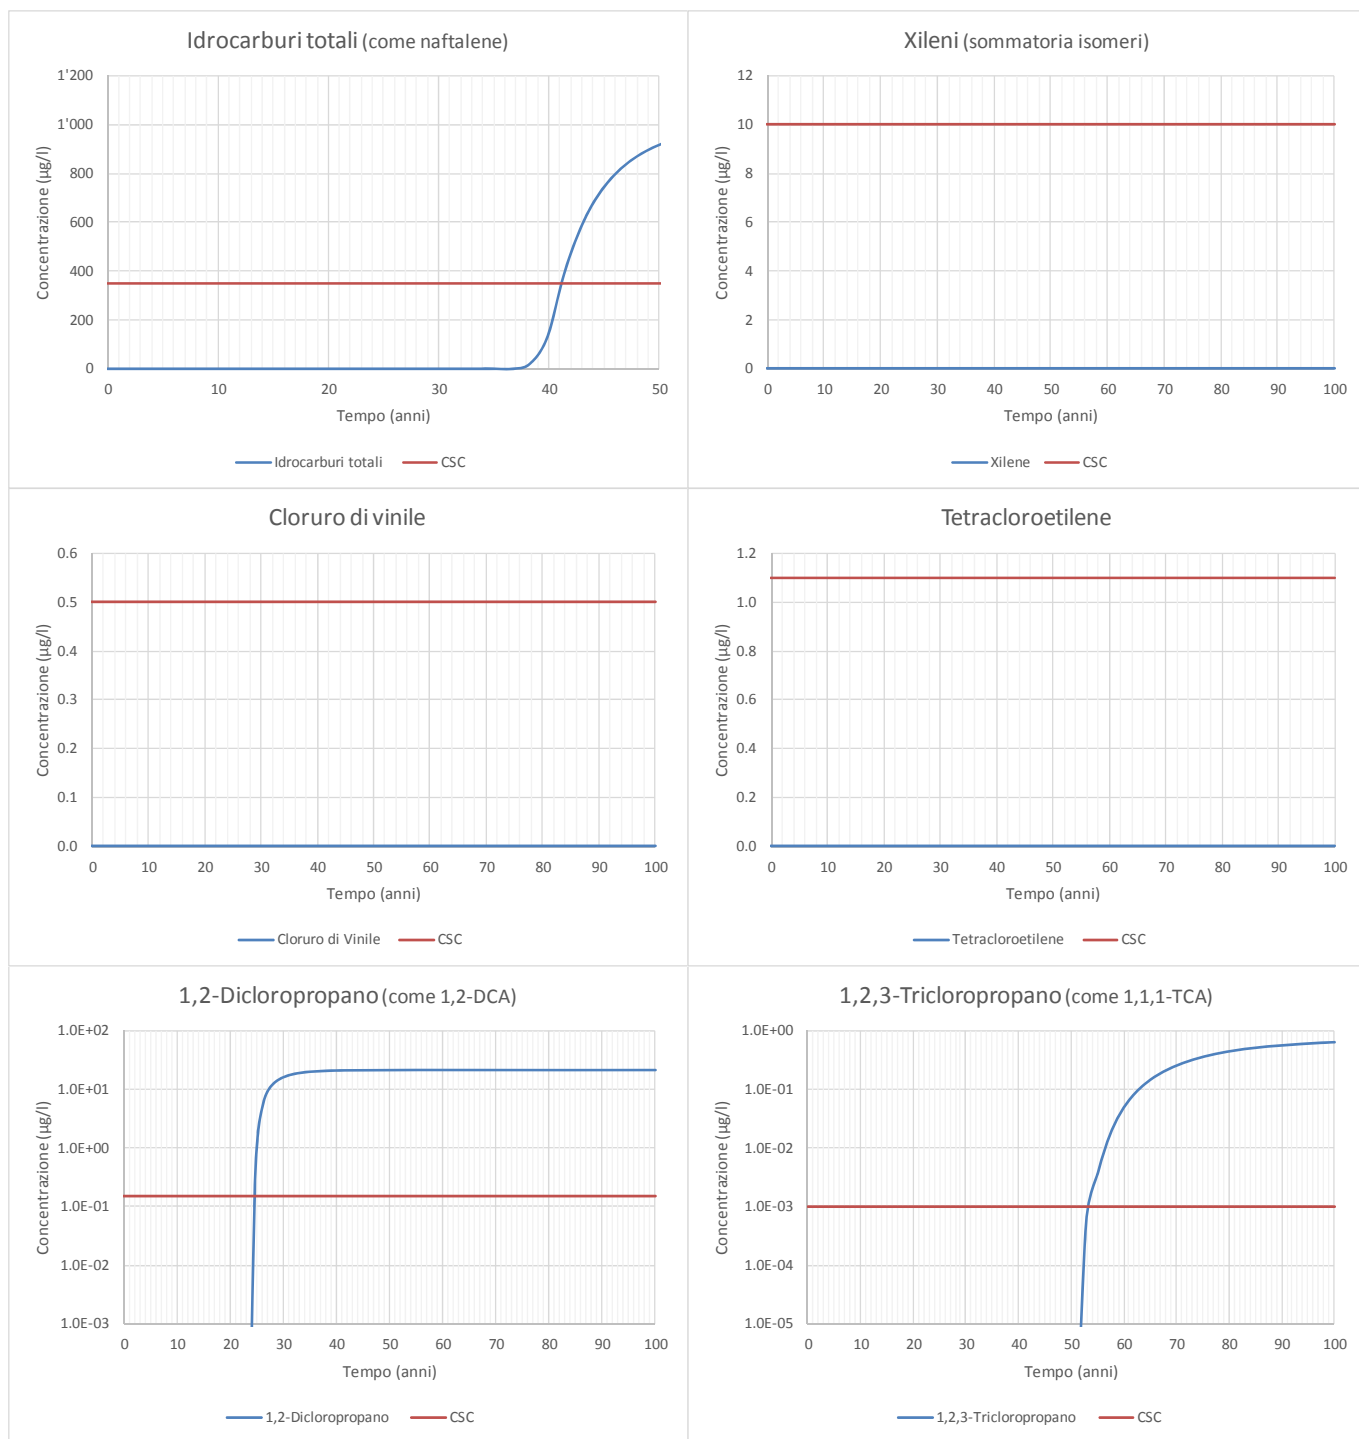 Idrocarburi totali (come naftalene)
1'200
1'000
800
600
400
200
0
Concentrazione (µg/l)
0 10 20 30 40 50
Tempo (anni)
Idrocarburi totali CSC
Xileni (sommatoria isomeri)
12
10
8
6
4
2
0
Concentrazione (µg/l)
0 10 20 30 40 50 60 70 80 90 100
Tempo (anni)
Xilene CSC
Cloruro di vinile
0.6
0.5
0.4
0.3
0.2
0.1
0.0
Concentrazione (µg/l)
0 10 20 30 40 50 60 70 80 90 100
Tempo (anni)
Cloruro di Vinile CSC
Tetracloroetilene
1.2
1.0
0.8
0.6
0.4
0.2
0.0
Concentrazione (µg/l)
0 10 20 30 40 50 60 70 80 90 100
Tempo (anni)
Tetracloroetilene CSC
1,2-Dicloropropano (come 1,2-DCA)
1.0E+02
1.0E+01
1.0E+00
1.0E-01
1.0E-02
1.0E-03
Concentrazione (µg/l)
0 10 20 30 40 50 60 70 80 90 100
Tempo (anni)
1,2-Dicloropropano CSC
1,2,3-Tricloropropano (come 1,1,1-TCA)
1.0E+00
1.0E-01
1.0E-02
1.0E-03
1.0E-04
1.0E-05
Concentrazione (µg/l)
0 10 20 30 40 50 60 70 80 90 100
Tempo (anni)
1,2,3-Tricloropropano CSC